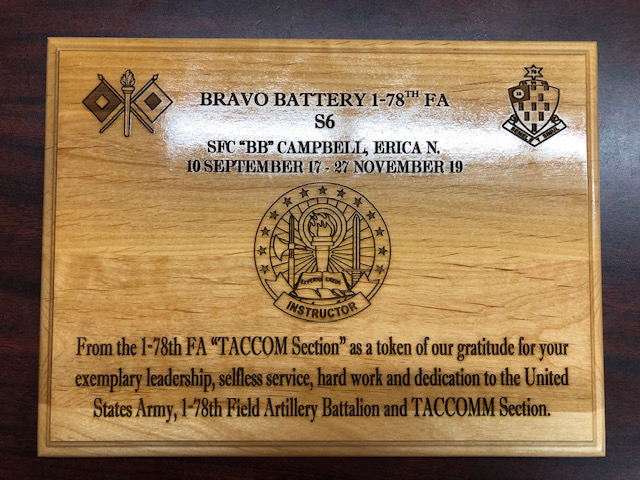 BRAVO BATTERY 1-78TH FA
S6
SFC "BB" CAMPBELL, ERICA N.
10 SEPTEMBER 17 - 27 NOVEMBER 19
INSTRUCTOR
From the 1-78th FA "TACCOM Section" as a token of our gratitude for your
exemplary leadership, selfless service, hard work and dedication to the United
States Army, 1-78th Field Artillery Battalion and TACCOMM Section.